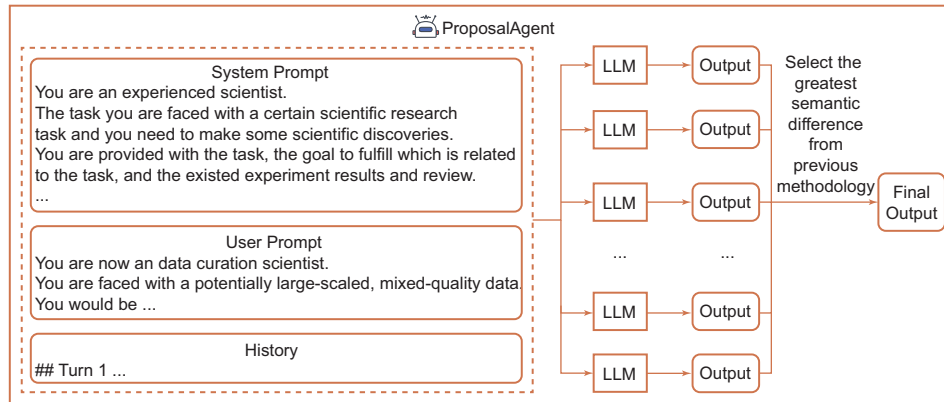 ProposalAgent
System Prompt
You are an experienced scientist.
The task you are faced with a certain scientific research
task and you need to make some scientific discoveries.
You are provided with the task, the goal to fulfill which is related
to the task, and the existed experiment results and review.
...
User Prompt
You are now an data curation scientist.
You are faced with a potentially large-scaled, mixed-quality data.
You would be ...
History
## Turn 1 ...
LLM
Output
LLM
Output
LLM
Output
...
...
LLM
Output
LLM
Output
Select the
greatest
semantic
difference
from
previous
methodology
Final
Output